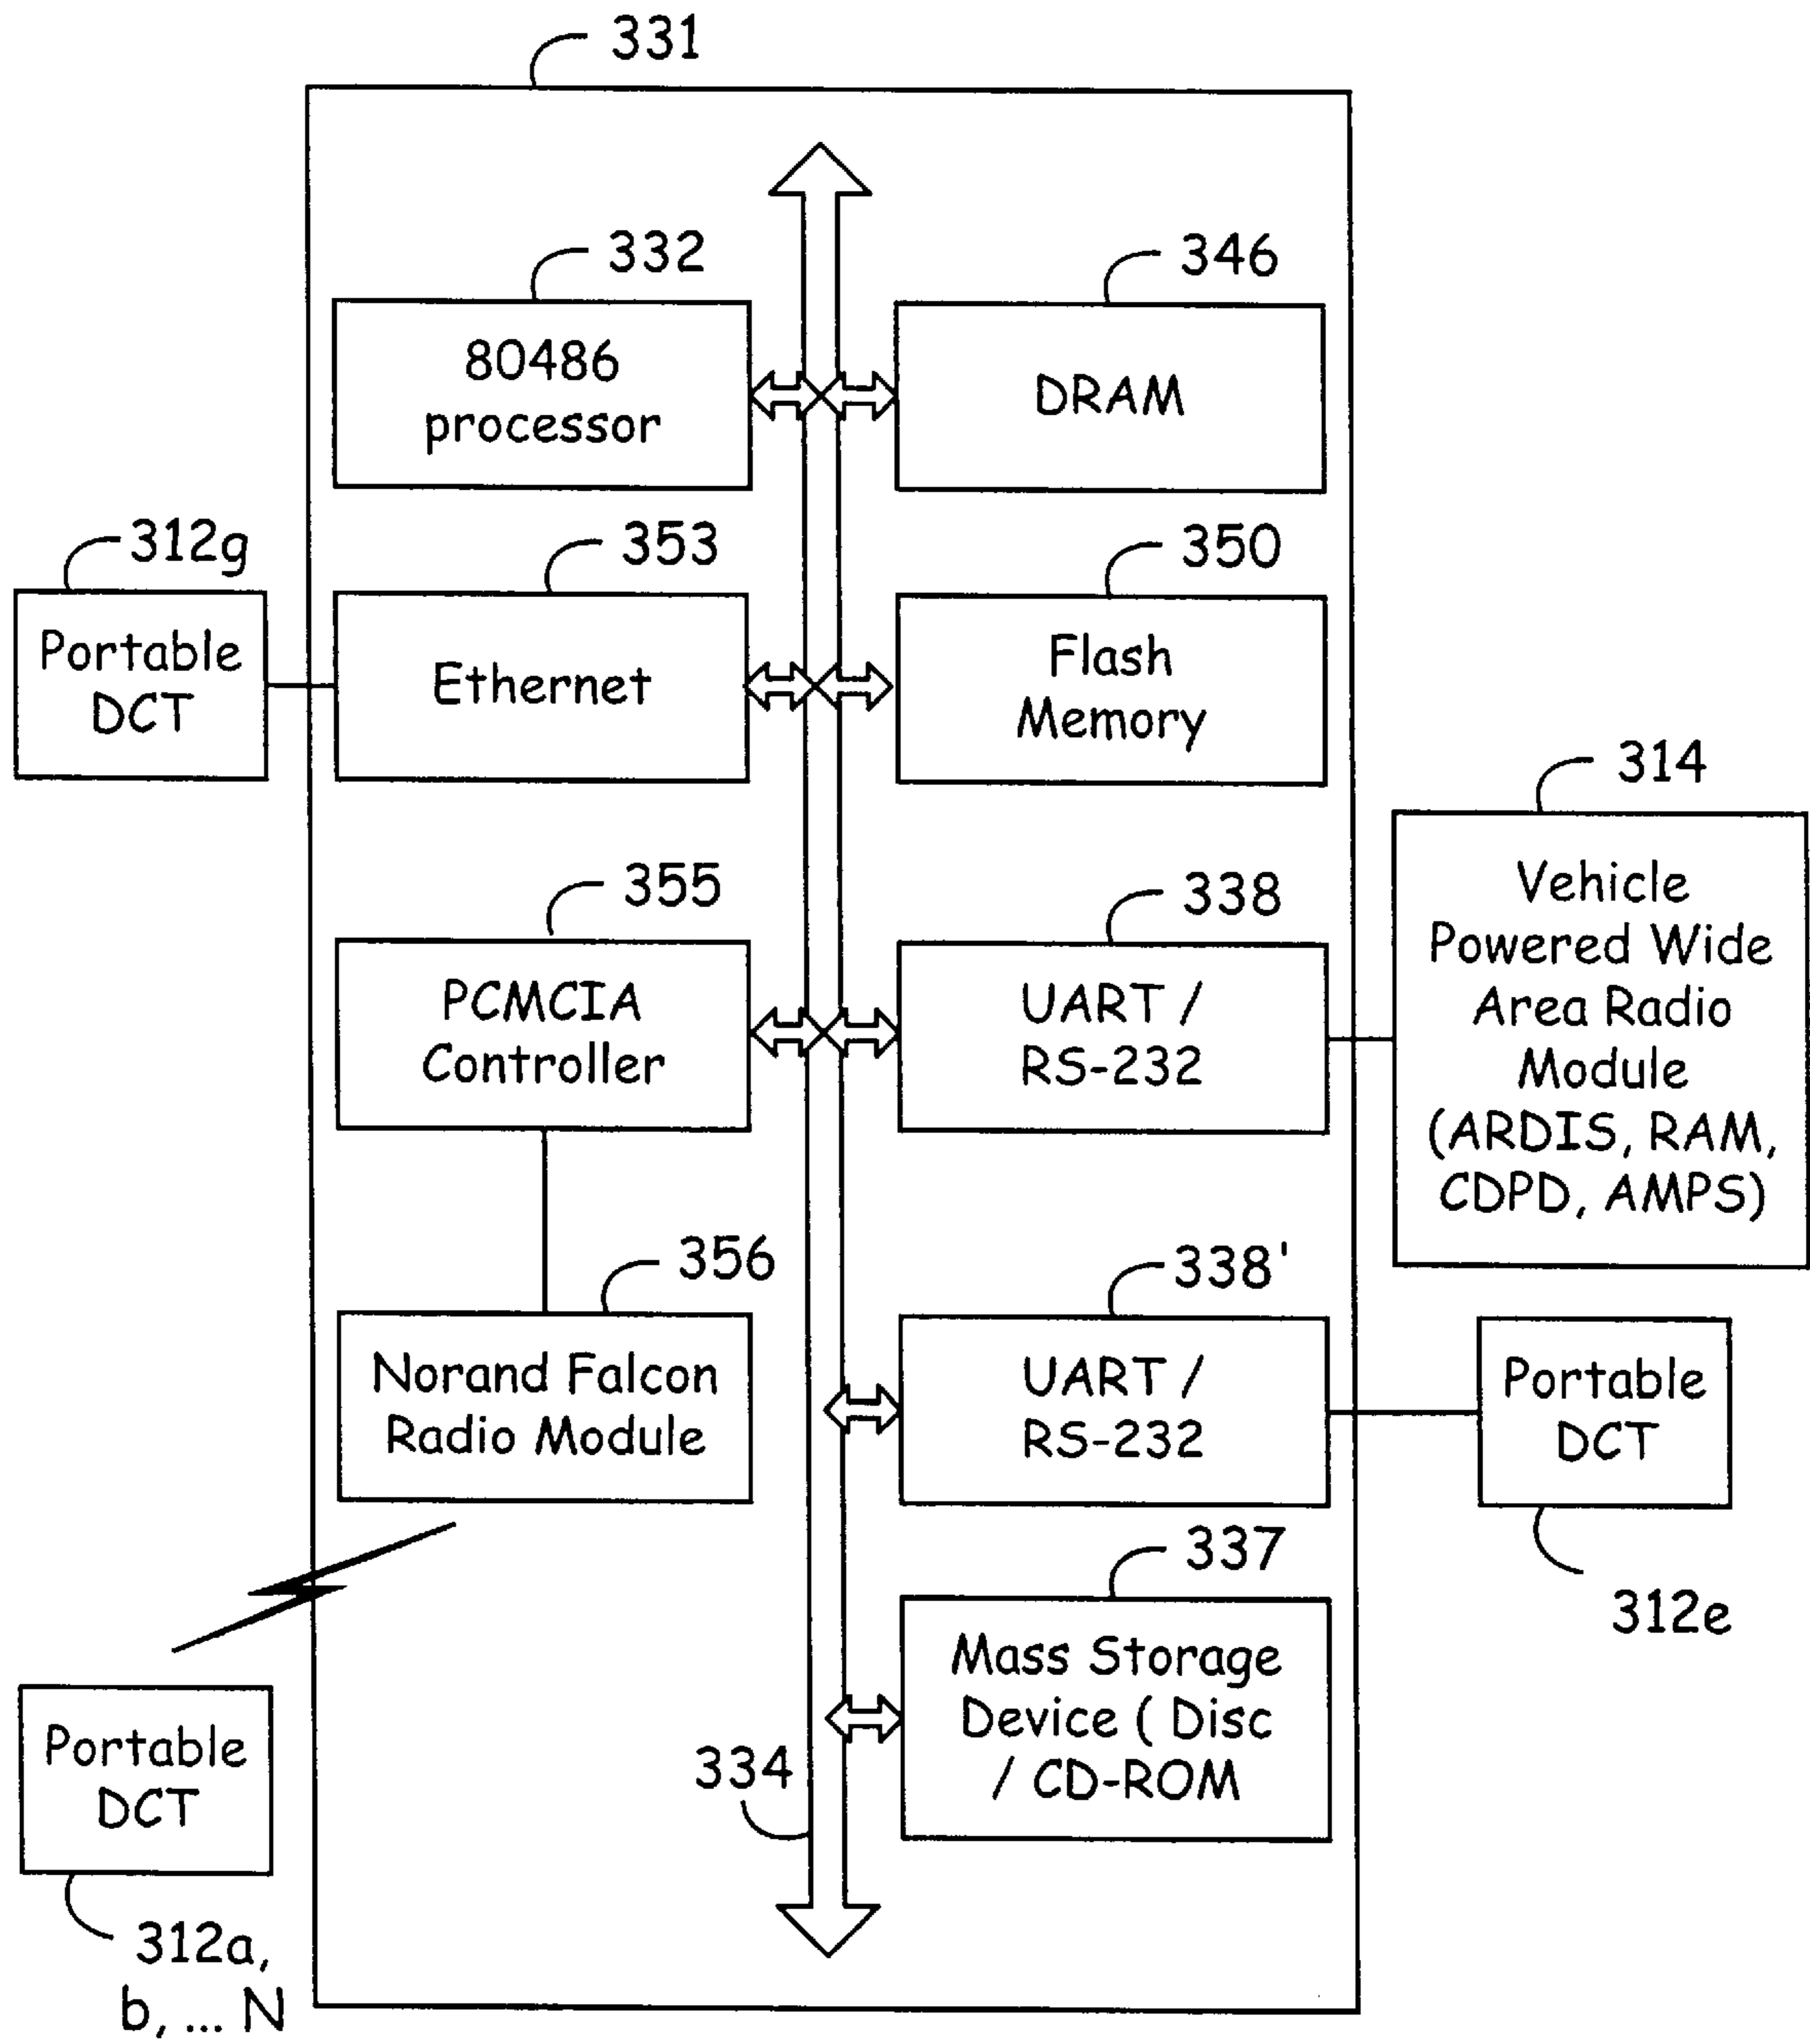 331
332
80486
processor
346
DRAM
312g
Portable
DCT
353
Ethernet
350
Flash
Memory
314
Vehicle
Powered Wide
Area Radio
Module
(ARDIS, RAM,
CDPD, AMPS)
355
PCMCIA
Controller
338
UART /
RS-232
356
Norand Falcon
Radio Module
338'
UART /
RS-232
Portable
DCT
312e
337
Mass Storage
Device ( Disc
/ CD-ROM
334
Portable
DCT
312a,
b, ... N